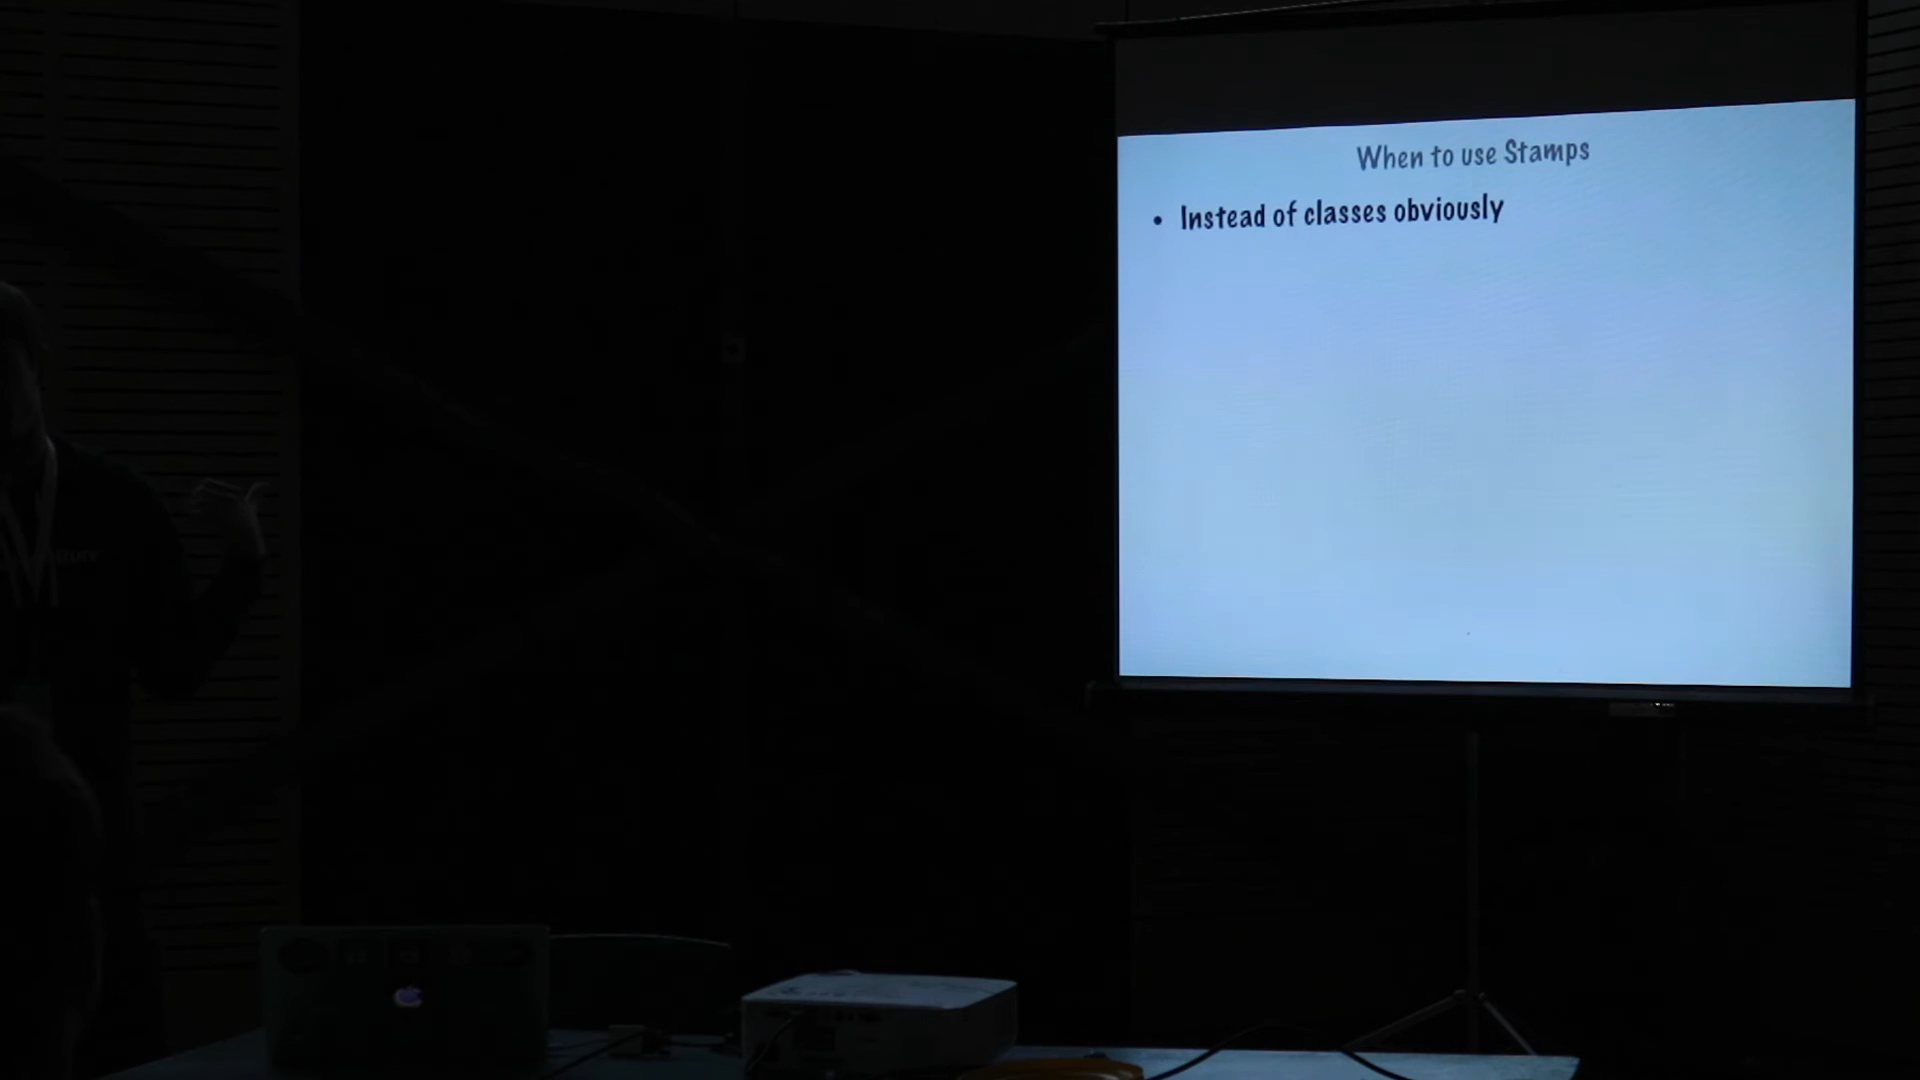 When to use Stamps
• Instead of classes obviously